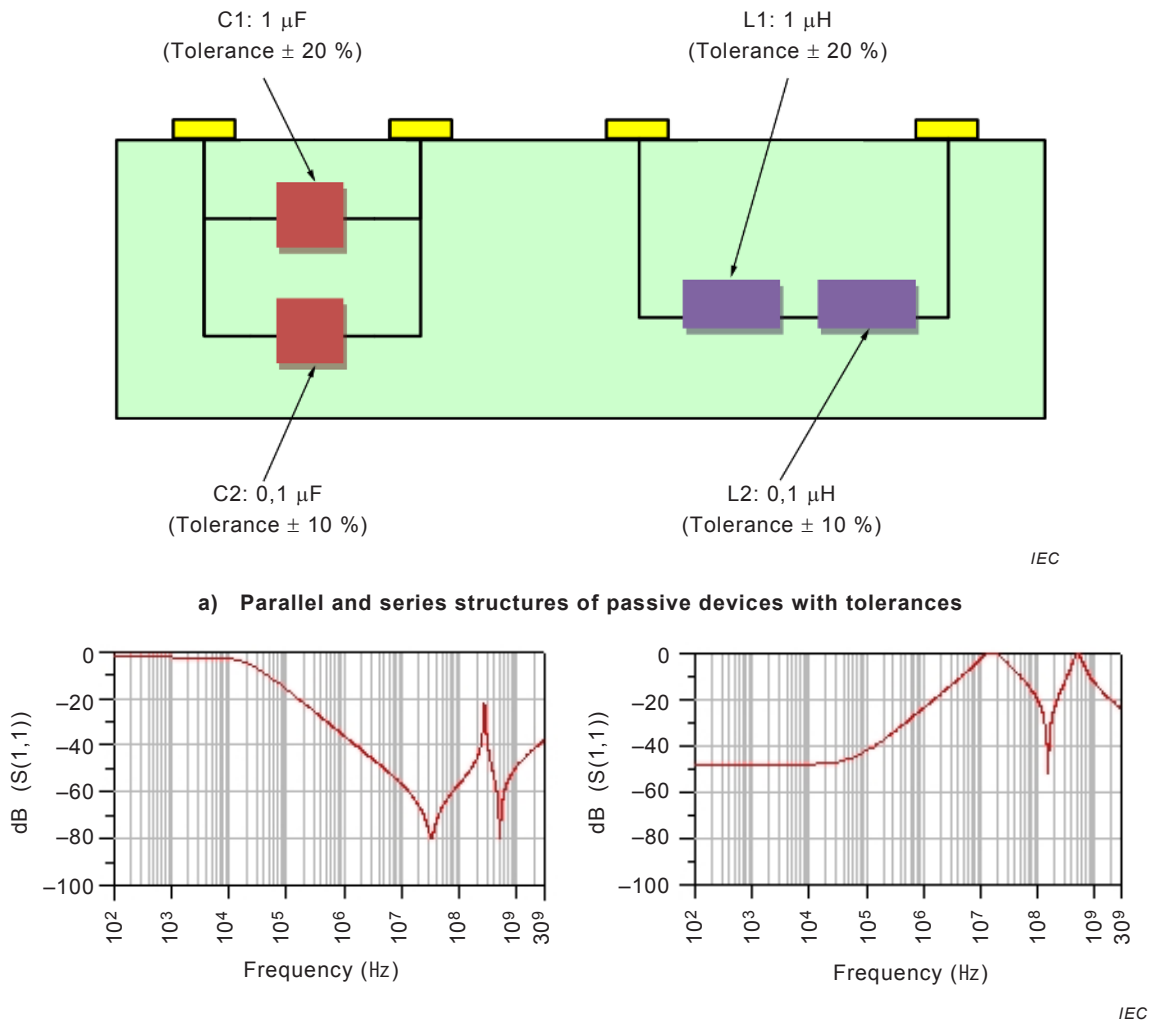 C1: 1 μF
(Tolerance ± 20 %)
L1: 1 μH
(Tolerance ± 20 %)
C2: 0,1 μF
(Tolerance ± 10 %)
L2: 0,1 μH
(Tolerance ± 10 %)
IEC
a) Parallel and series structures of passive devices with tolerances
dB (S(1,1))
0
–20
–40
–60
–80
–100
10²
10³
10⁴
10⁵
10⁶
10⁷
10⁸
10⁹
30⁹
Frequency (Hz)
dB (S(1,1))
0
–20
–40
–60
–80
–100
10²
10³
10⁴
10⁵
10⁶
10⁷
10⁸
10⁹
30⁹
Frequency (Hz)
IEC